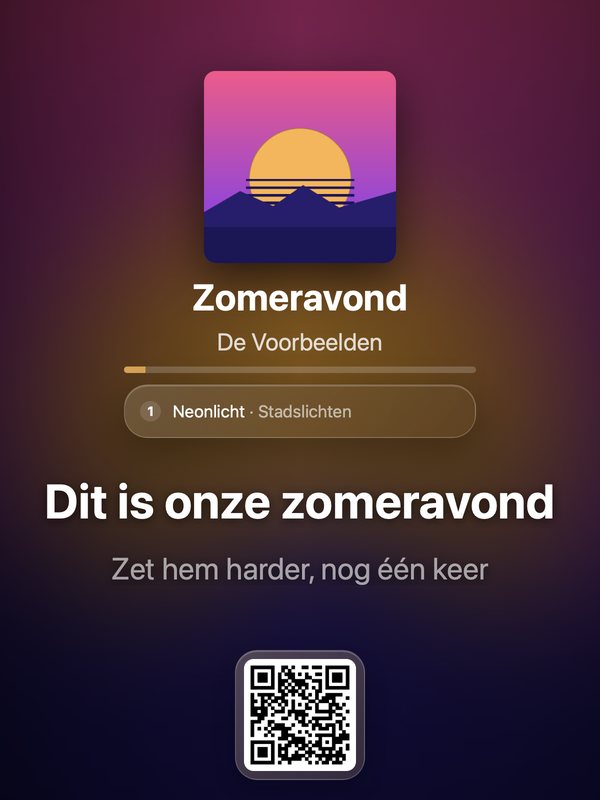 Zomeravond
De Voorbeelden
1 Neonlicht · Stadslichten
Dit is onze zomeravond
Zet hem harder, nog één keer